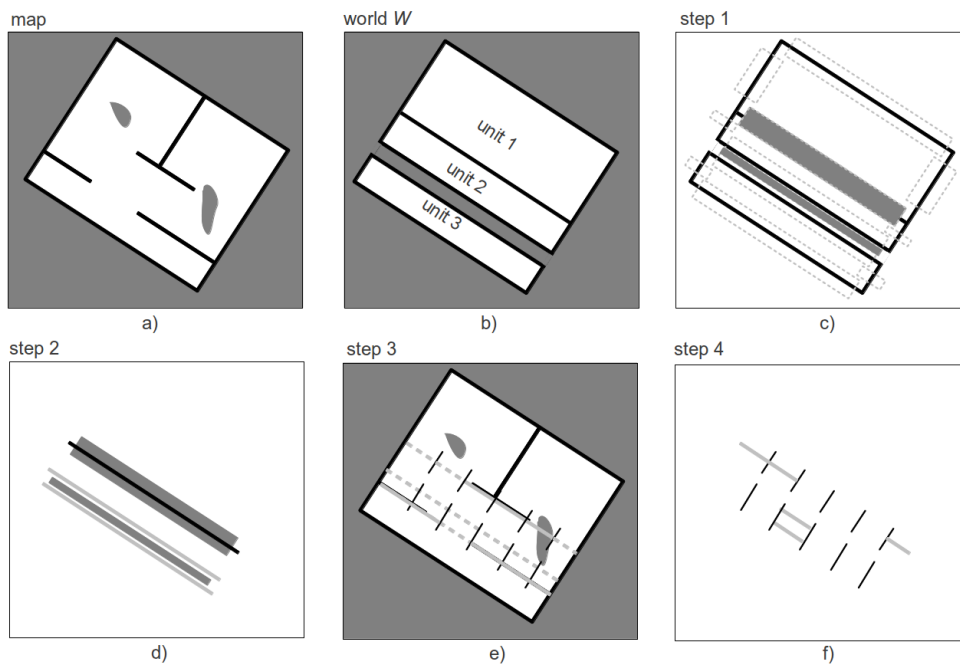 map
world W
step 1
unit 1
unit 2
unit 3
a)
b)
c)
step 2
step 3
step 4
d)
e)
f)